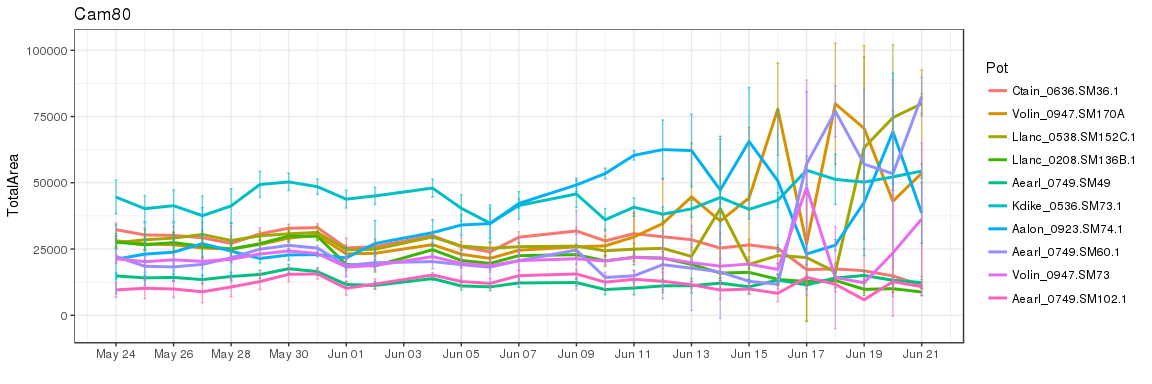 Cam80
TotalArea
100000
75000
50000
25000
0
May 24 May 26 May 28 May 30 Jun 01 Jun 03 Jun 05 Jun 07 Jun 09 Jun 11 Jun 13 Jun 15 Jun 17 Jun 19 Jun 21
Pot
Ctain_0636.SM36.1
Volin_0947.SM170A
Llanc_0538.SM152C.1
Llanc_0208.SM136B.1
Aearl_0749.SM49
Kdike_0536.SM73.1
Aalon_0923.SM74.1
Aearl_0749.SM60.1
Volin_0947.SM73
Aearl_0749.SM102.1